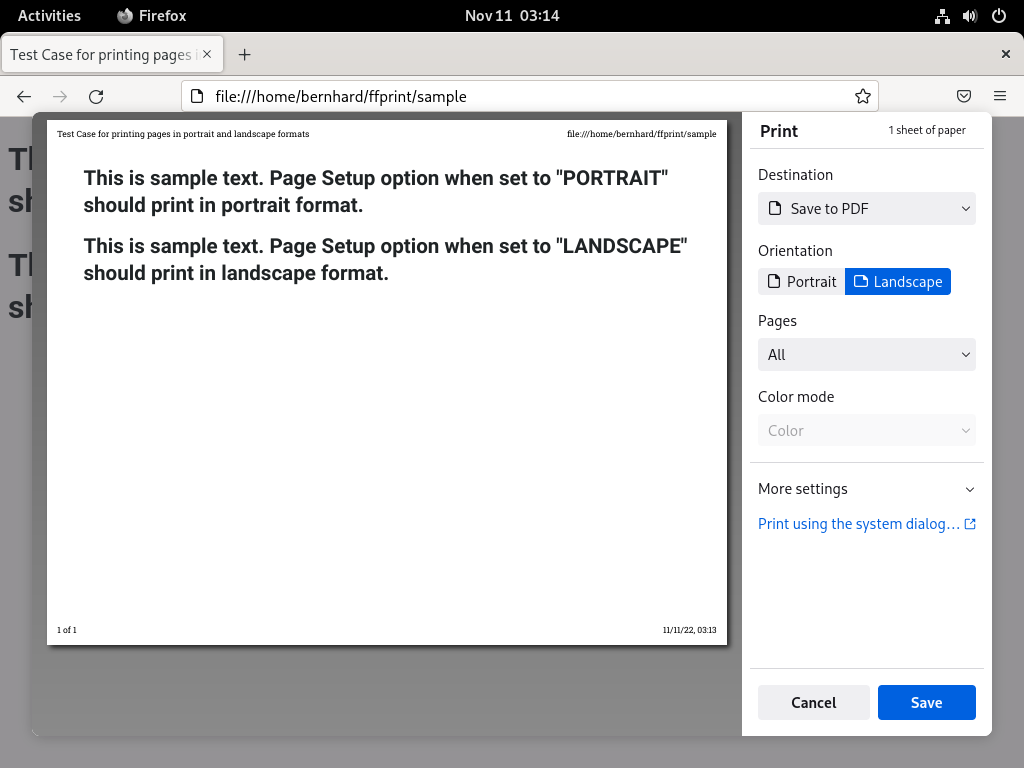 Activities
Firefox
Nov 11 03:14
Test Case for printing pages
file:///home/bernhard/ffprint/sample
Test Case for printing pages in portrait and landscape formats
file:///home/bernhard/ffprint/sample
This is sample text. Page Setup option when set to "PORTRAIT"
should print in portrait format.
This is sample text. Page Setup option when set to "LANDSCAPE"
should print in landscape format.
1 of 1
11/11/22, 03:13
Print
1 sheet of paper
Destination
Save to PDF
Orientation
Portrait
Landscape
Pages
All
Color mode
Color
More settings
Print using the system dialog…
Cancel
Save